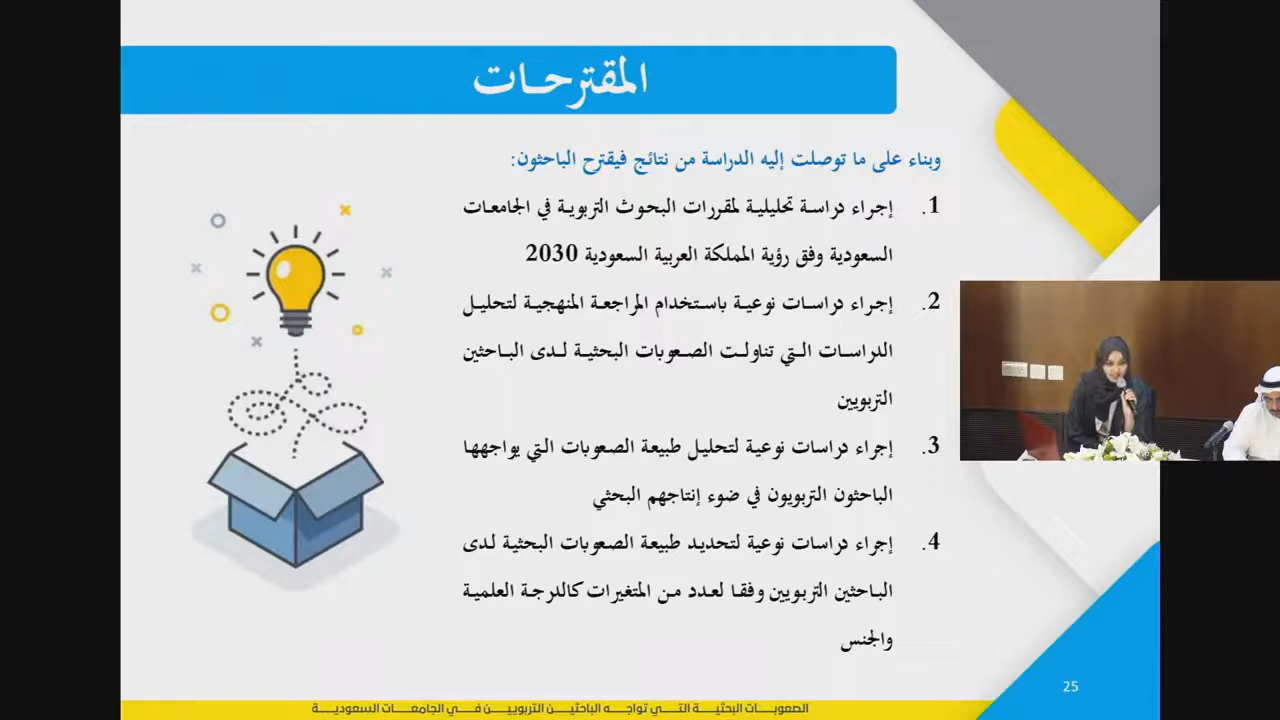 المقترحات
وبناء على ما توصلت إليه الدراسة من نتائج فيقترح الباحثون:
1. إجراء دراسة تحليلية لمقررات البحوث التربوية في الجامعات
السعودية وفق رؤية المملكة العربية السعودية 2030
2. إجراء دراسات نوعية باستخدام المراجعة المنهجية لتحليل
الدراسات التي تناولت الصعوبات البحثية لدى الباحثين
التربويين
3. إجراء دراسات نوعية لتحليل طبيعة الصعوبات التي يواجهها
الباحثون التربويون في ضوء إنتاجهم البحثي
4. إجراء دراسات نوعية لتحديد طبيعة الصعوبات البحثية لدى
الباحثين التربويين وفقا لعدد من المتغيرات كالدرجة العلمية
والجنس
25
الصعوبات البحثية التي تواجه الباحثين التربويين في الجامعات السعودية